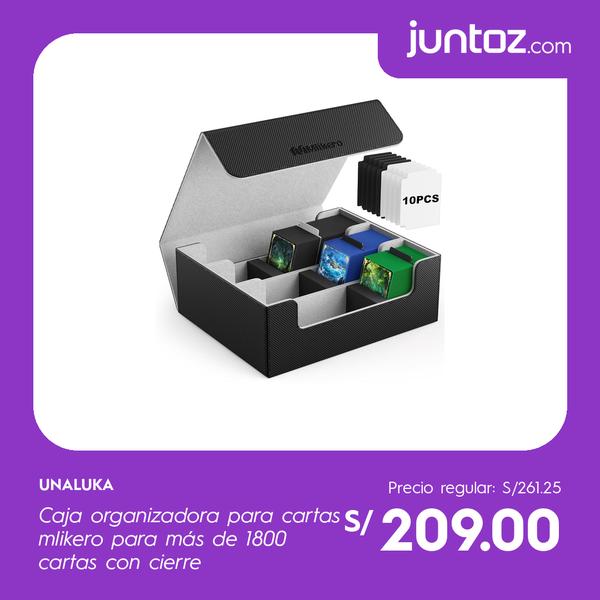 juntoz.com
Mlikero
10PCS
UNALUKA
Caja organizadora para cartas
mlikero para más de 1800
cartas con cierre
Precio regular: S/261.25
S/ 209.00